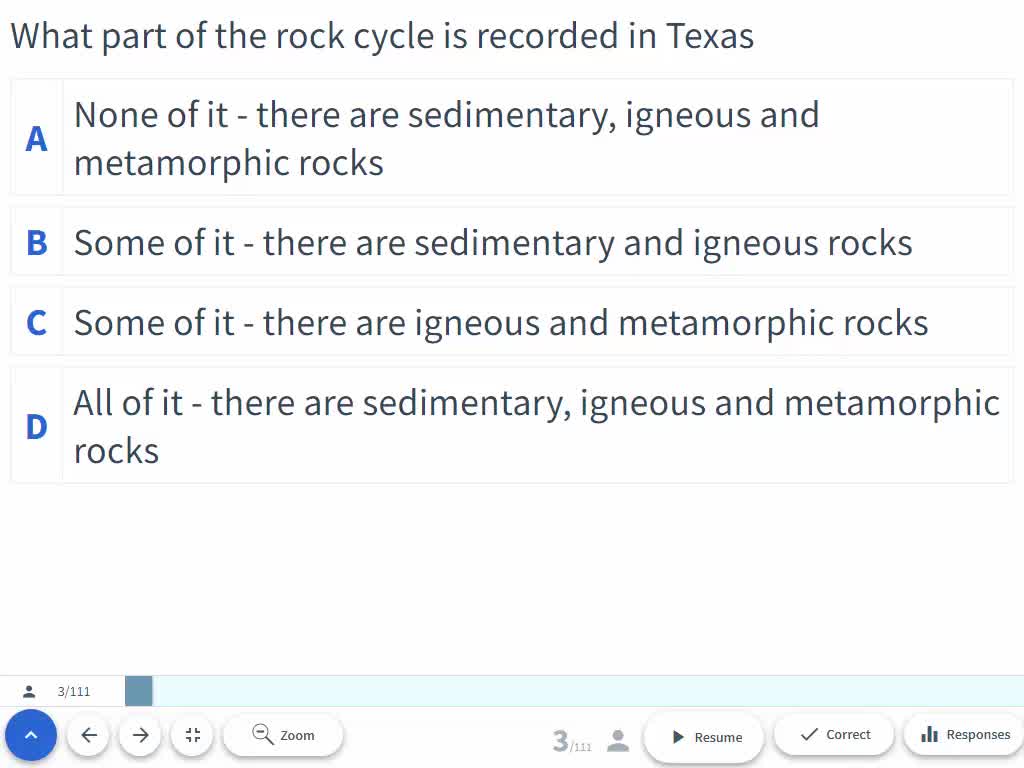 What part of the rock cycle is recorded in Texas
A
None of it - there are sedimentary, igneous and
metamorphic rocks
B
Some of it - there are sedimentary and igneous rocks
C
Some of it - there are igneous and metamorphic rocks
D
All of it - there are sedimentary, igneous and metamorphic
rocks
3/111
Zoom
3/111
Resume
Correct
Responses